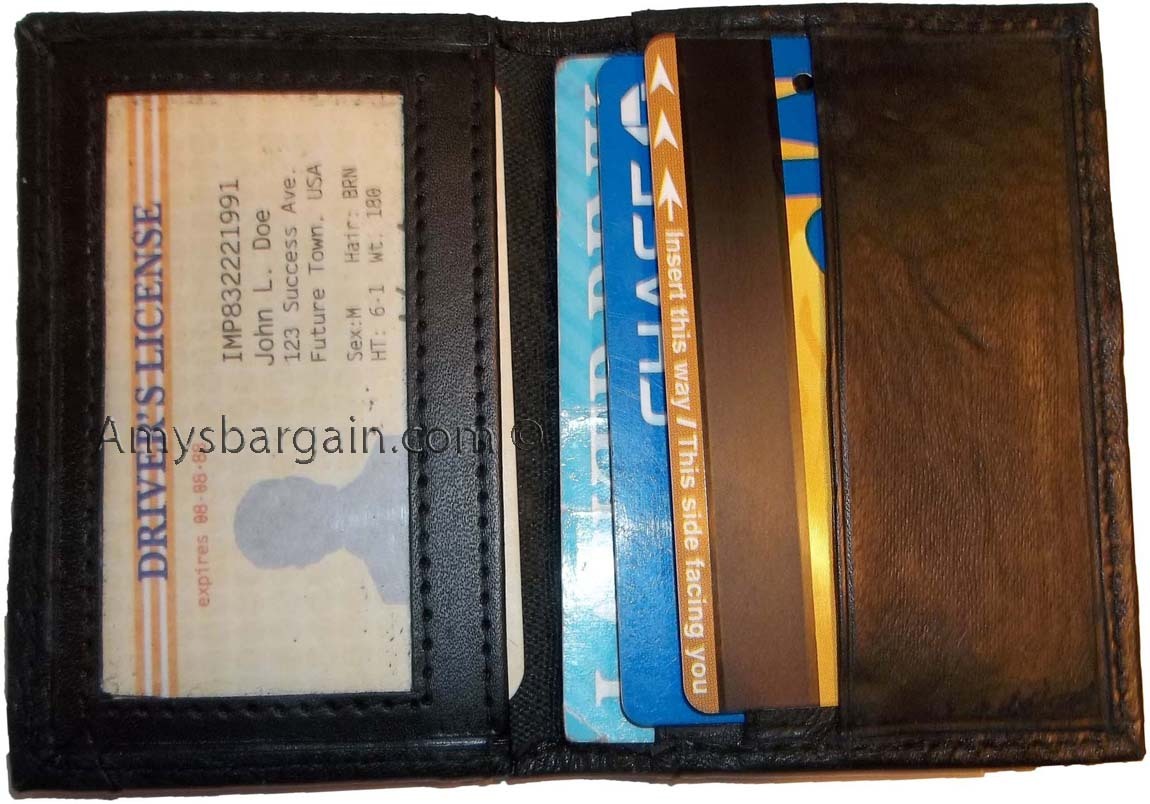 DRIVER'S LICENSE
IMP832221991
John L. Doe
123 Success Ave.
Future Town. USA
Sex:M Hair: BRN
HT: 6-1 Wt. 180
expires 08-08-88
Amysbargain.com ©
CHASE
Insert this way / This side facing you